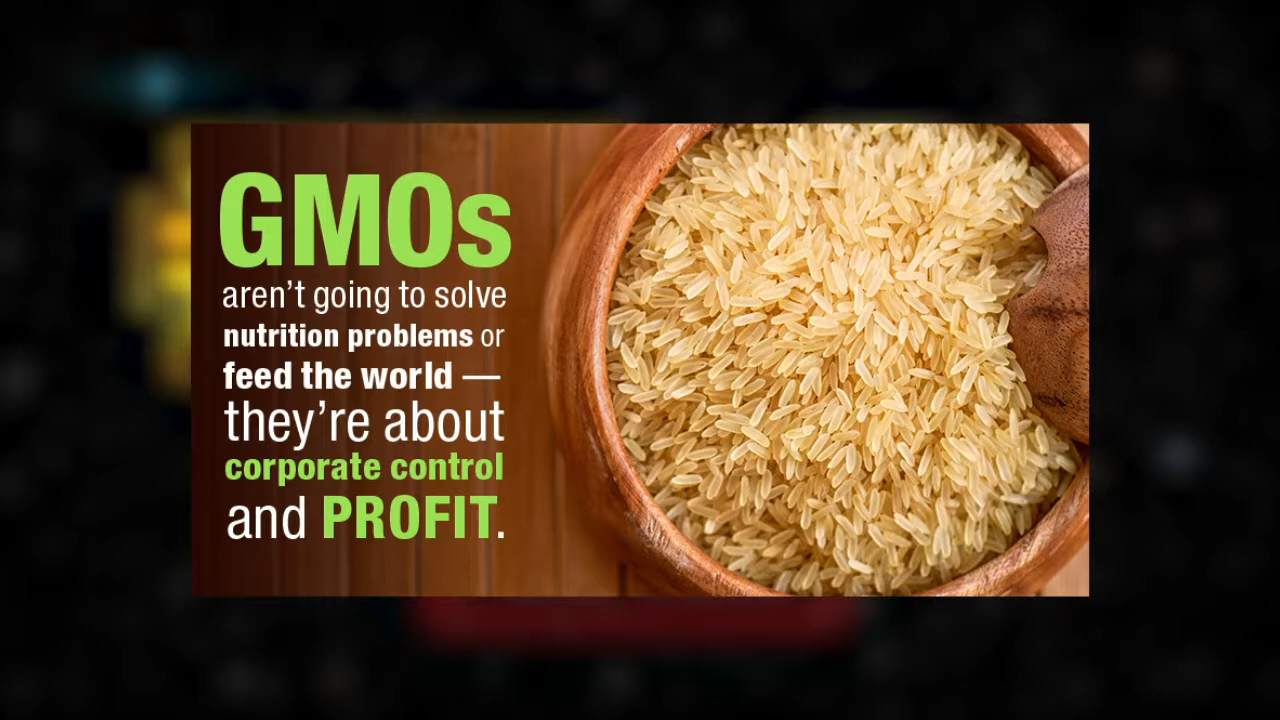 GMOs
aren't going to solve
nutrition problems or
feed the world —
they're about
corporate control
and PROFIT.